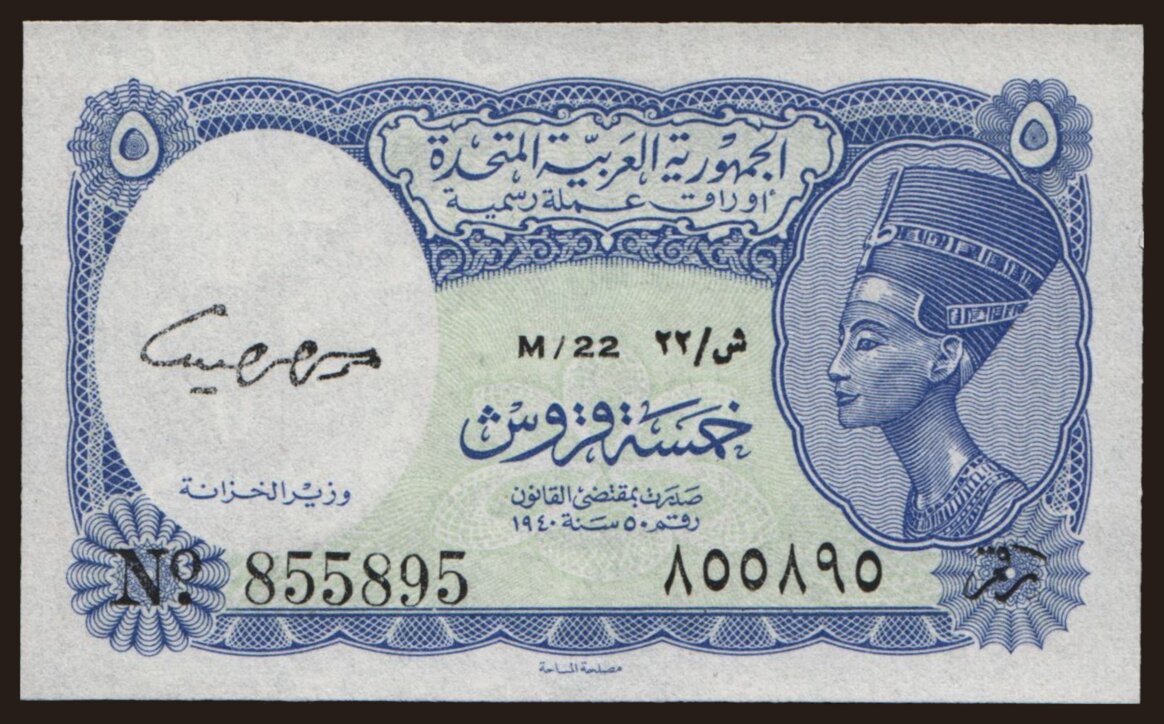 ٥ ٥
الجمهورية العربية المتحدة
أوراق عملة رسمية
M/22 ش/٢٢
خمسة قروش
وزير الخزانة
صدرت بمقتضى القانون
رقم ٥٠ سنة ١٩٤٠
Nº 855895 ٨٥٥٨٩٥ رقم
مصلحة المساحة